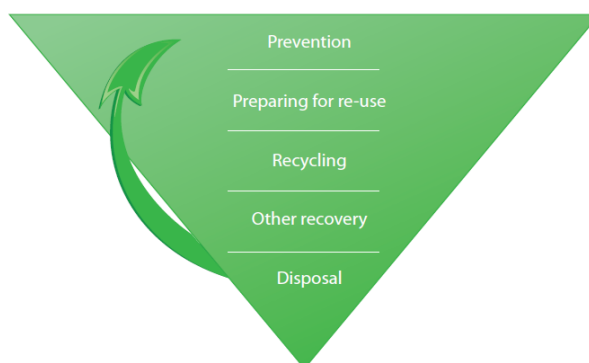 Prevention
Preparing for re-use
Recycling
Other recovery
Disposal